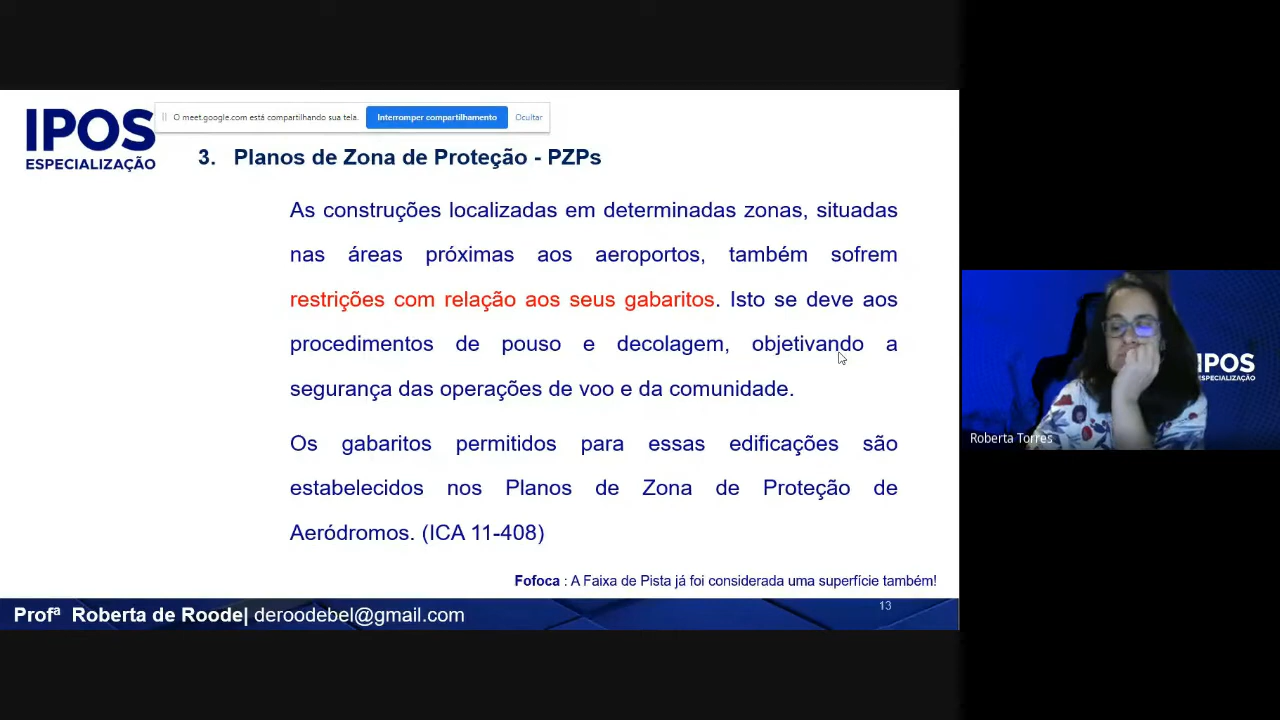 IPOS
ESPECIALIZAÇÃO
O meet.google.com está compartilhando sua tela.
Interromper compartilhamento
Ocultar
3. Planos de Zona de Proteção - PZPs
As construções localizadas em determinadas zonas, situadas
nas áreas próximas aos aeroportos, também sofrem
restrições com relação aos seus gabaritos. Isto se deve aos
procedimentos de pouso e decolagem, objetivando a
segurança das operações de voo e da comunidade.
Os gabaritos permitidos para essas edificações são
estabelecidos nos Planos de Zona de Proteção de
Aeródromos. (ICA 11-408)
Fofoca : A Faixa de Pista já foi considerada uma superfície também!
13
Profª Roberta de Roode| deroodebel@gmail.com
IPOS
ESPECIALIZAÇÃO
Roberta Torres